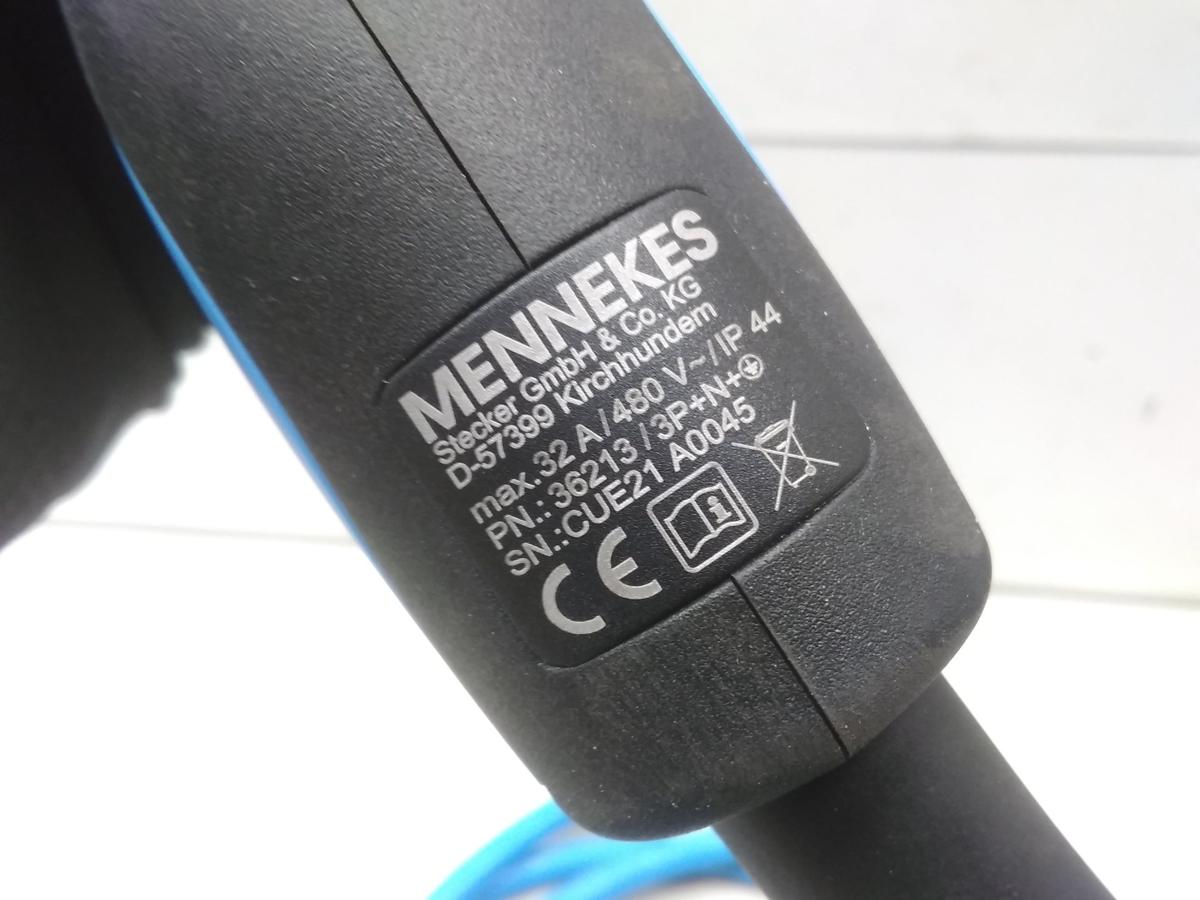 MENNEKES
Stecker GmbH & Co. KG
D-57399 Kirchhundem
max. 32 A / 480 V~ / IP 44
PN.: 36213 / 3P+N+⏚
SN.:CUE21 A0045
CE